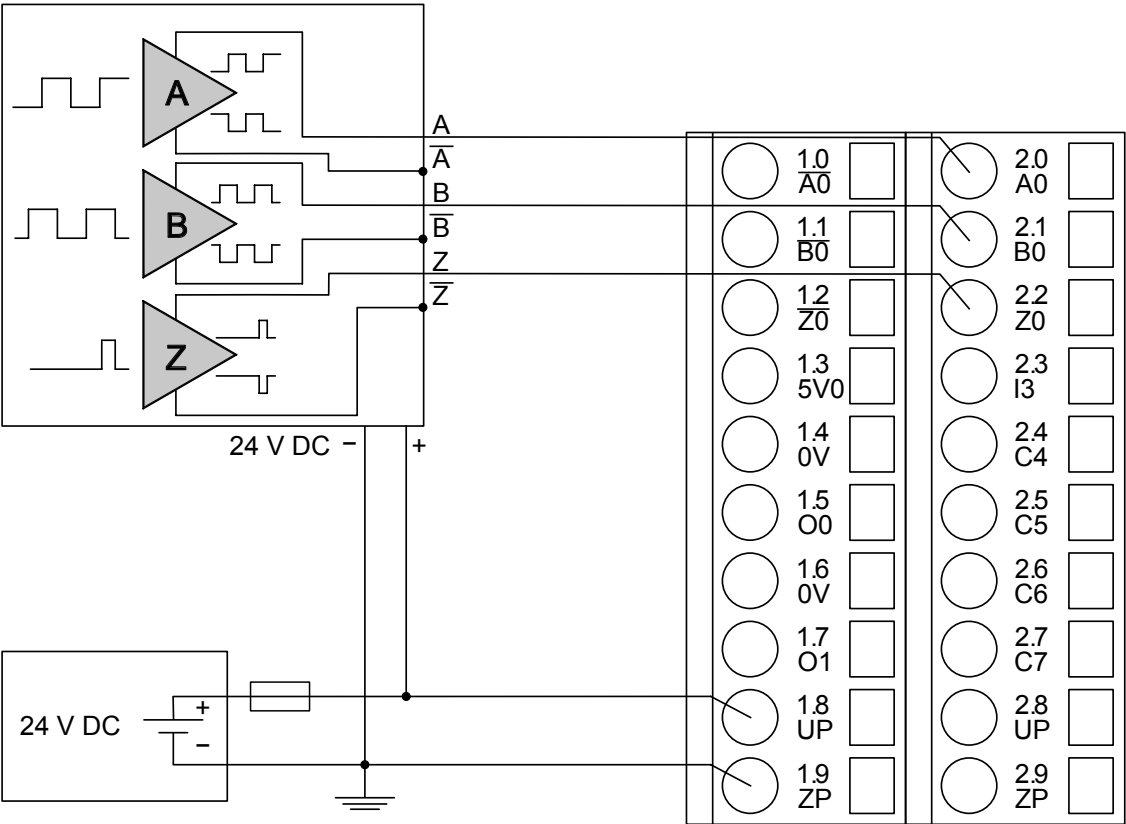 A
B
Z
A
A̅
B
B̅
Z
Z̅
24 V DC − +
24 V DC
+
−
1.0
A̅0̅
1.1
B̅0̅
1.2
Z̅0̅
1.3
5V0
1.4
0V
1.5
O0
1.6
0V
1.7
O1
1.8
UP
1.9
ZP
2.0
A0
2.1
B0
2.2
Z0
2.3
I3
2.4
C4
2.5
C5
2.6
C6
2.7
C7
2.8
UP
2.9
ZP